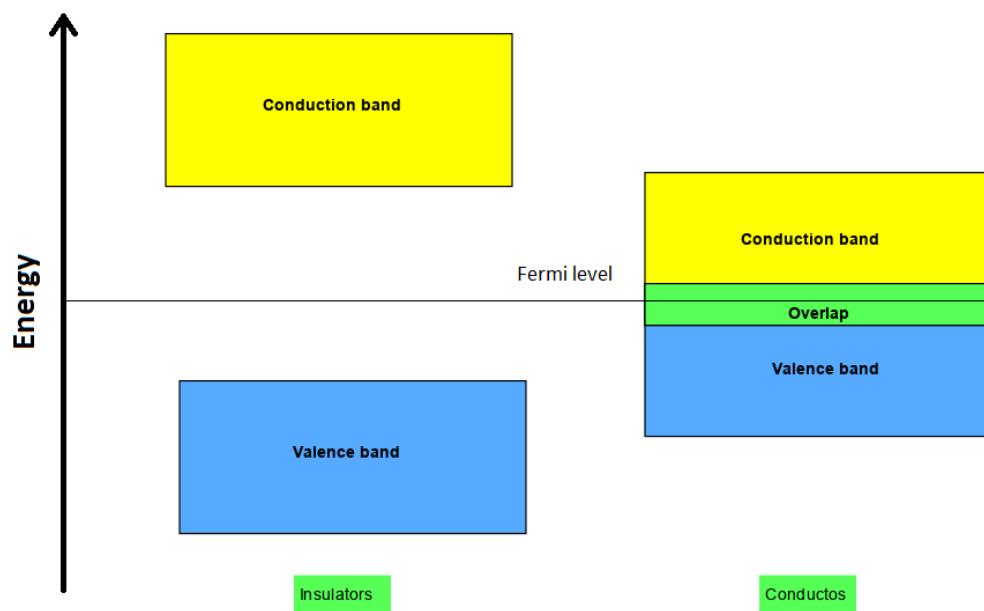 Conduction band
Conduction band
Fermi level
Energy
Overlap
Valence band
Valence band
Insulators
Conductos